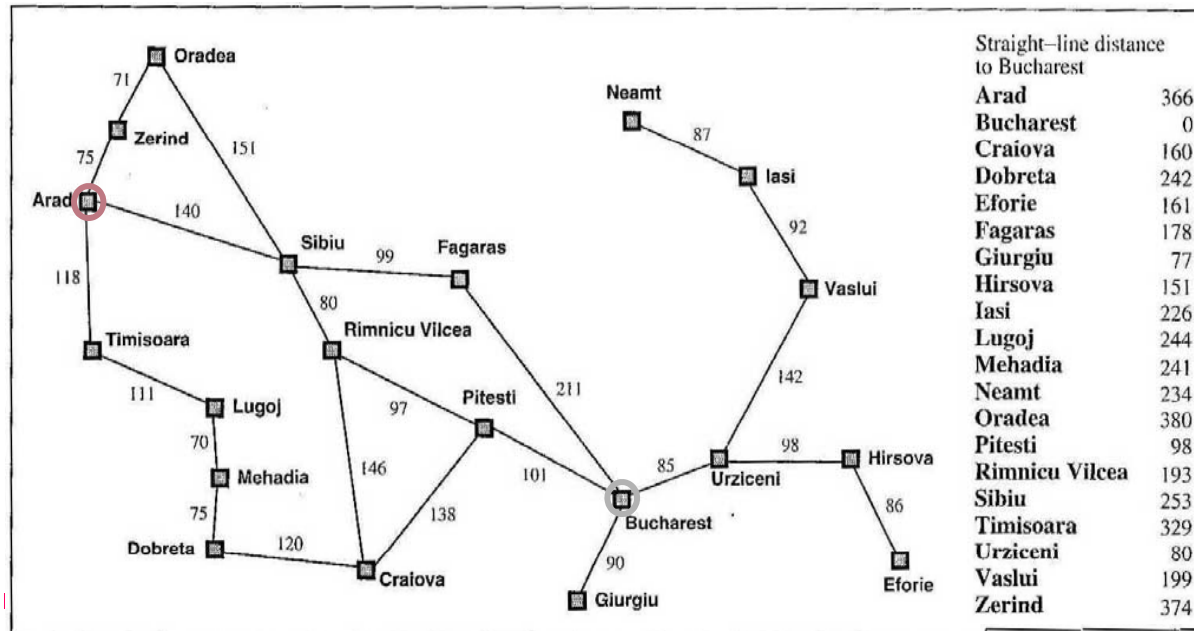 Oradea
71
Neamt
Zerind
87
151
75
Iasi
Arad
140
92
Sibiu
Fagaras
99
118
Vaslui
80
Timisoara
Rimnicu Vilcea
142
111
211
Lugoj
97
Pitesti
70
98
Hirsova
146
85
Mehadia
101
Urziceni
75
138
86
Bucharest
Dobreta
120
90
Craiova
Eforie
Giurgiu
Straight–line distance
to Bucharest
Arad 366
Bucharest 0
Craiova 160
Dobreta 242
Eforie 161
Fagaras 178
Giurgiu 77
Hirsova 151
Iasi 226
Lugoj 244
Mehadia 241
Neamt 234
Oradea 380
Pitesti 98
Rimnicu Vilcea 193
Sibiu 253
Timisoara 329
Urziceni 80
Vaslui 199
Zerind 374